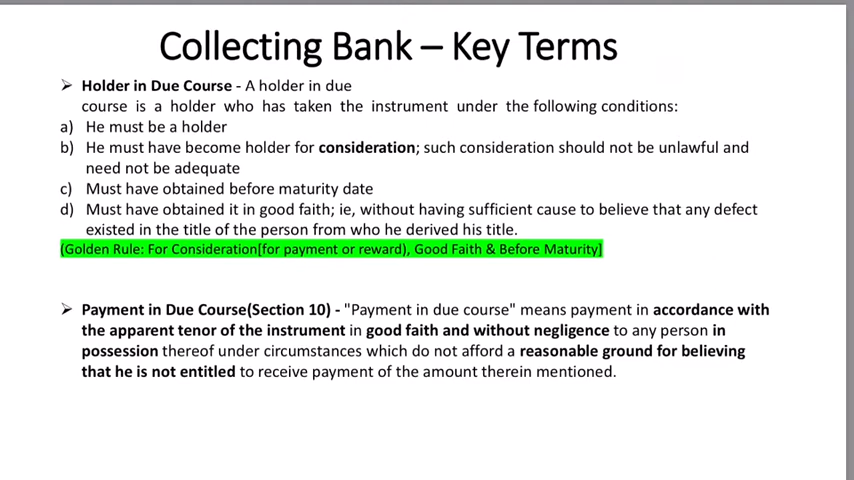 Collecting Bank – Key Terms
➢ Holder in Due Course - A holder in due
course is a holder who has taken the instrument under the following conditions:
a) He must be a holder
b) He must have become holder for consideration; such consideration should not be unlawful and
need not be adequate
c) Must have obtained before maturity date
d) Must have obtained it in good faith; ie, without having sufficient cause to believe that any defect
existed in the title of the person from who he derived his title.
(Golden Rule: For Consideration[for payment or reward), Good Faith & Before Maturity]
➢ Payment in Due Course(Section 10) - "Payment in due course" means payment in accordance with
the apparent tenor of the instrument in good faith and without negligence to any person in
possession thereof under circumstances which do not afford a reasonable ground for believing
that he is not entitled to receive payment of the amount therein mentioned.